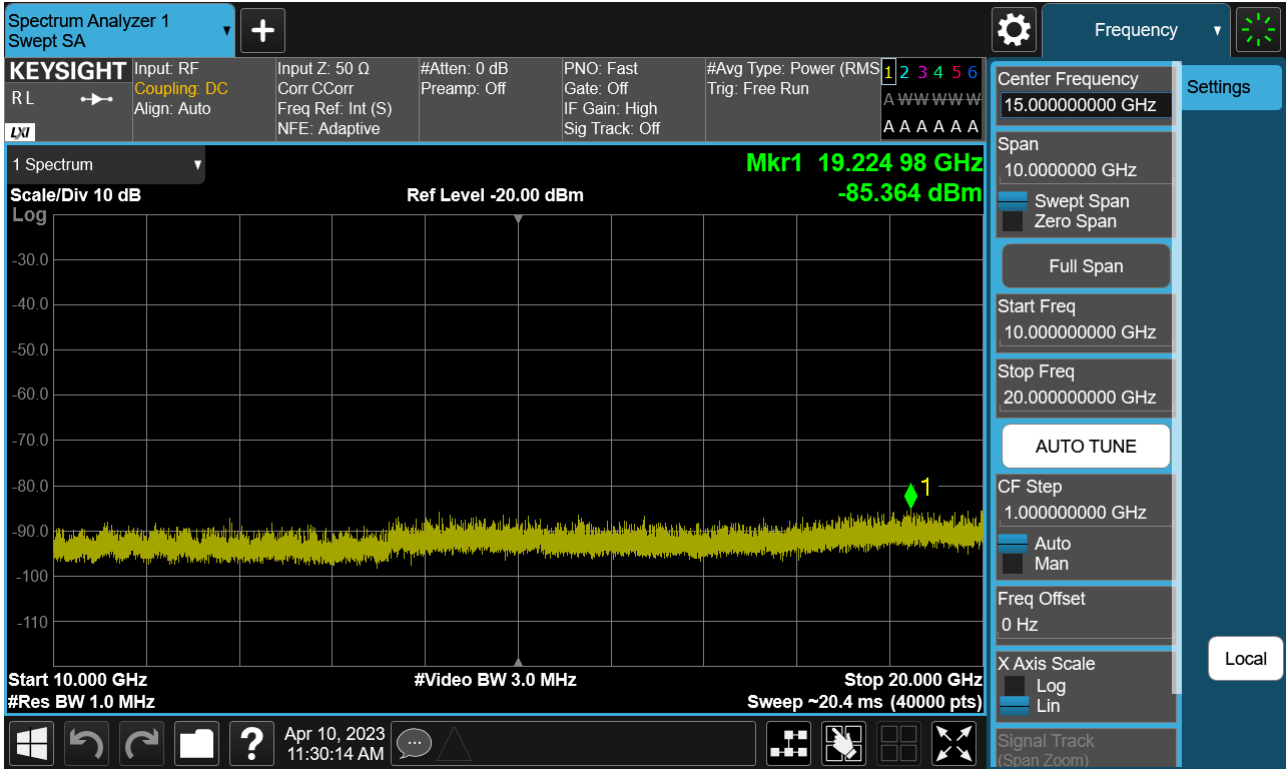 Spectrum Analyzer 1
Swept SA
Frequency
KEYSIGHT
R L
LXI
Input: RF
Coupling: DC
Align: Auto
Input Z: 50 Ω
Corr CCorr
Freq Ref: Int (S)
NFE: Adaptive
#Atten: 0 dB
Preamp: Off
PNO: Fast
Gate: Off
IF Gain: High
Sig Track: Off
#Avg Type: Power (RMS
Trig: Free Run
1 2 3 4 5 6
A W W W W W
A A A A A A
1 Spectrum
Scale/Div 10 dB
Log
Ref Level -20.00 dBm
Mkr1 19.224 98 GHz
-85.364 dBm
-30.0
-40.0
-50.0
-60.0
-70.0
-80.0
-90.0
-100
-110
1
Start 10.000 GHz
#Res BW 1.0 MHz
#Video BW 3.0 MHz
Stop 20.000 GHz
Sweep ~20.4 ms (40000 pts)
Center Frequency
15.000000000 GHz
Span
10.0000000 GHz
Swept Span
Zero Span
Full Span
Start Freq
10.000000000 GHz
Stop Freq
20.000000000 GHz
AUTO TUNE
CF Step
1.000000000 GHz
Auto
Man
Freq Offset
0 Hz
X Axis Scale
Log
Lin
Signal Track
(Span Zoom)
Settings
Local
?
Apr 10, 2023
11:30:14 AM